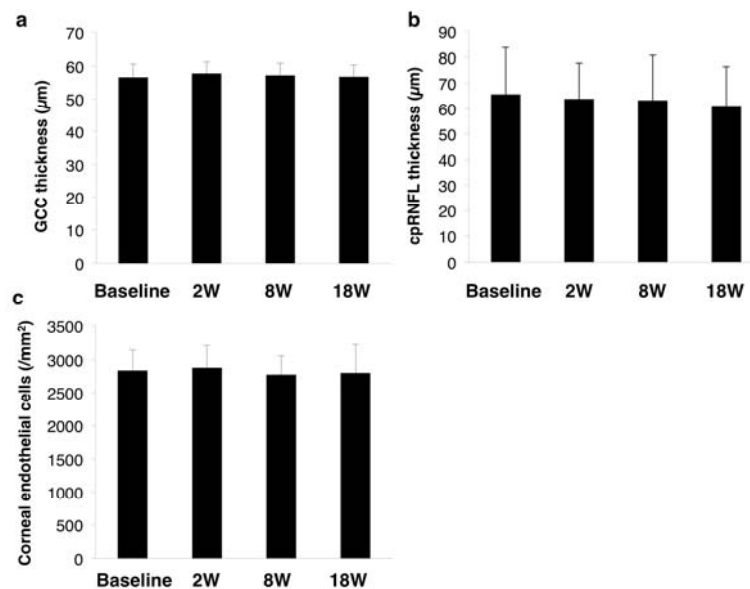 a
GCC thickness (µm)
70
60
50
40
30
20
10
0
Baseline 2W 8W 18W
b
cpRNFL thickness (µm)
90
80
70
60
50
40
30
20
10
0
Baseline 2W 8W 18W
c
Corneal endothelial cells (/mm²)
3500
3000
2500
2000
1500
1000
500
0
Baseline 2W 8W 18W